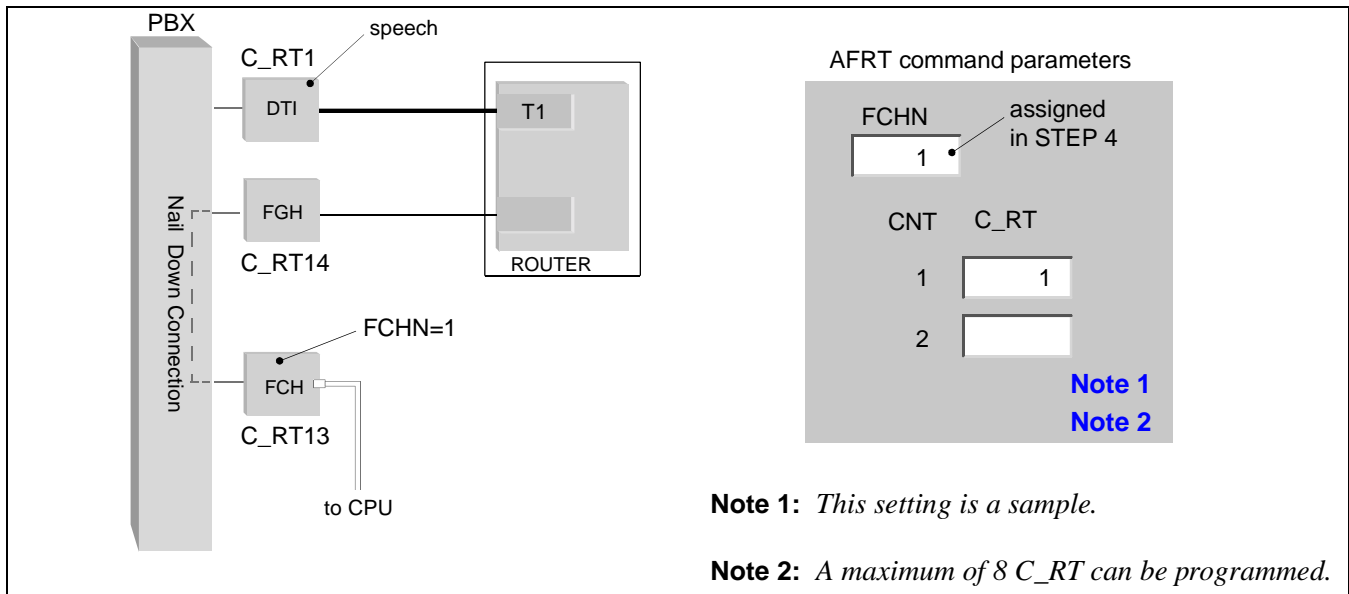 PBX
speech
C_RT1
DTI
T1
FGH
C_RT14
ROUTER
Nail Down Connection
FCHN=1
FCH
C_RT13
to CPU
AFRT command parameters
FCHN
assigned
in STEP 4
1
CNT C_RT
1 1
2
Note 1
Note 2
Note 1: This setting is a sample.
Note 2: A maximum of 8 C_RT can be programmed.